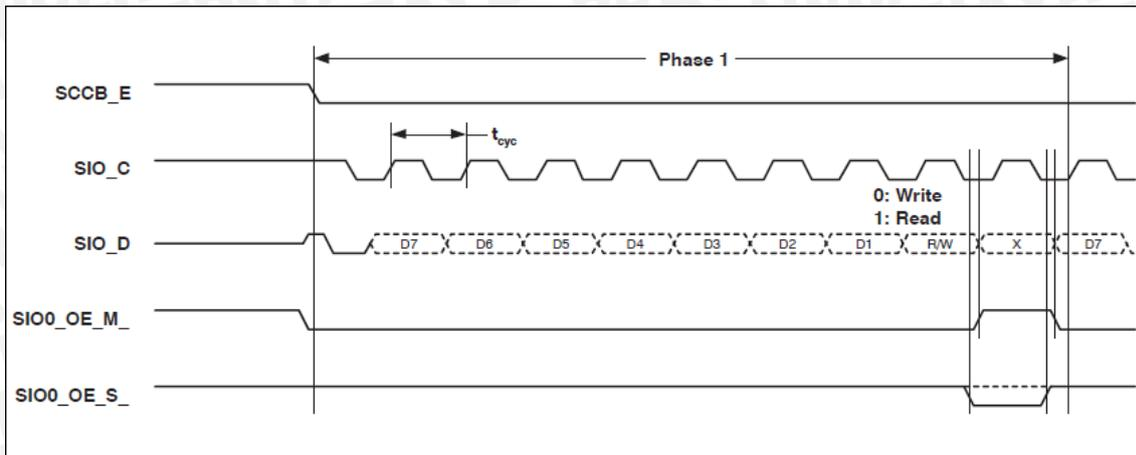 Phase 1
SCCB_E
t_cyc
SIO_C
0: Write
1: Read
SIO_D D7 D6 D5 D4 D3 D2 D1 R/W X D7
SIO0_OE_M_
SIO0_OE_S_